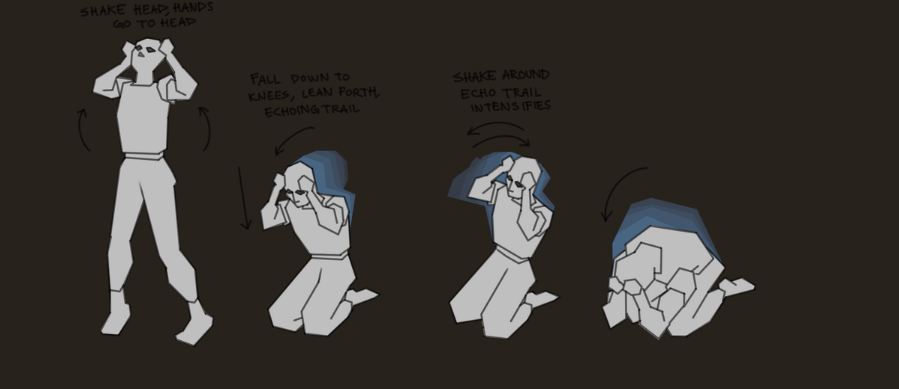 SHAKE HEAD, HANDS
GO TO HEAD
FALL DOWN TO
KNEES, LEAN FORTH,
ECHOING TRAIL
SHAKE AROUND
ECHO TRAIL
INTENSIFIES